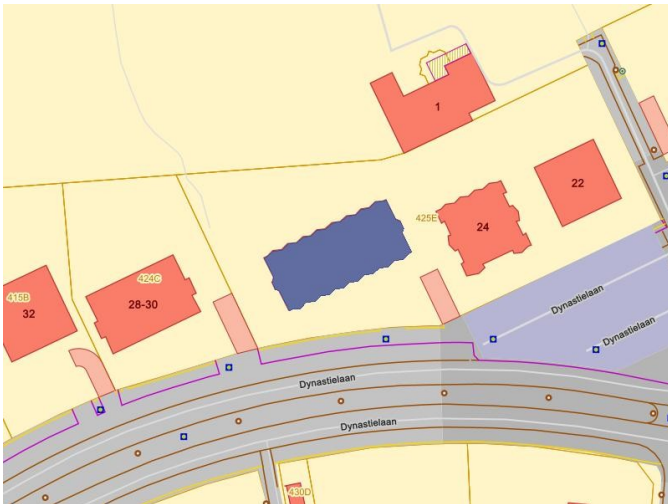 1
22
425E
24
424C
28-30
415B
32
Dynastielaan
Dynastielaan
Dynastielaan
Dynastielaan
430D